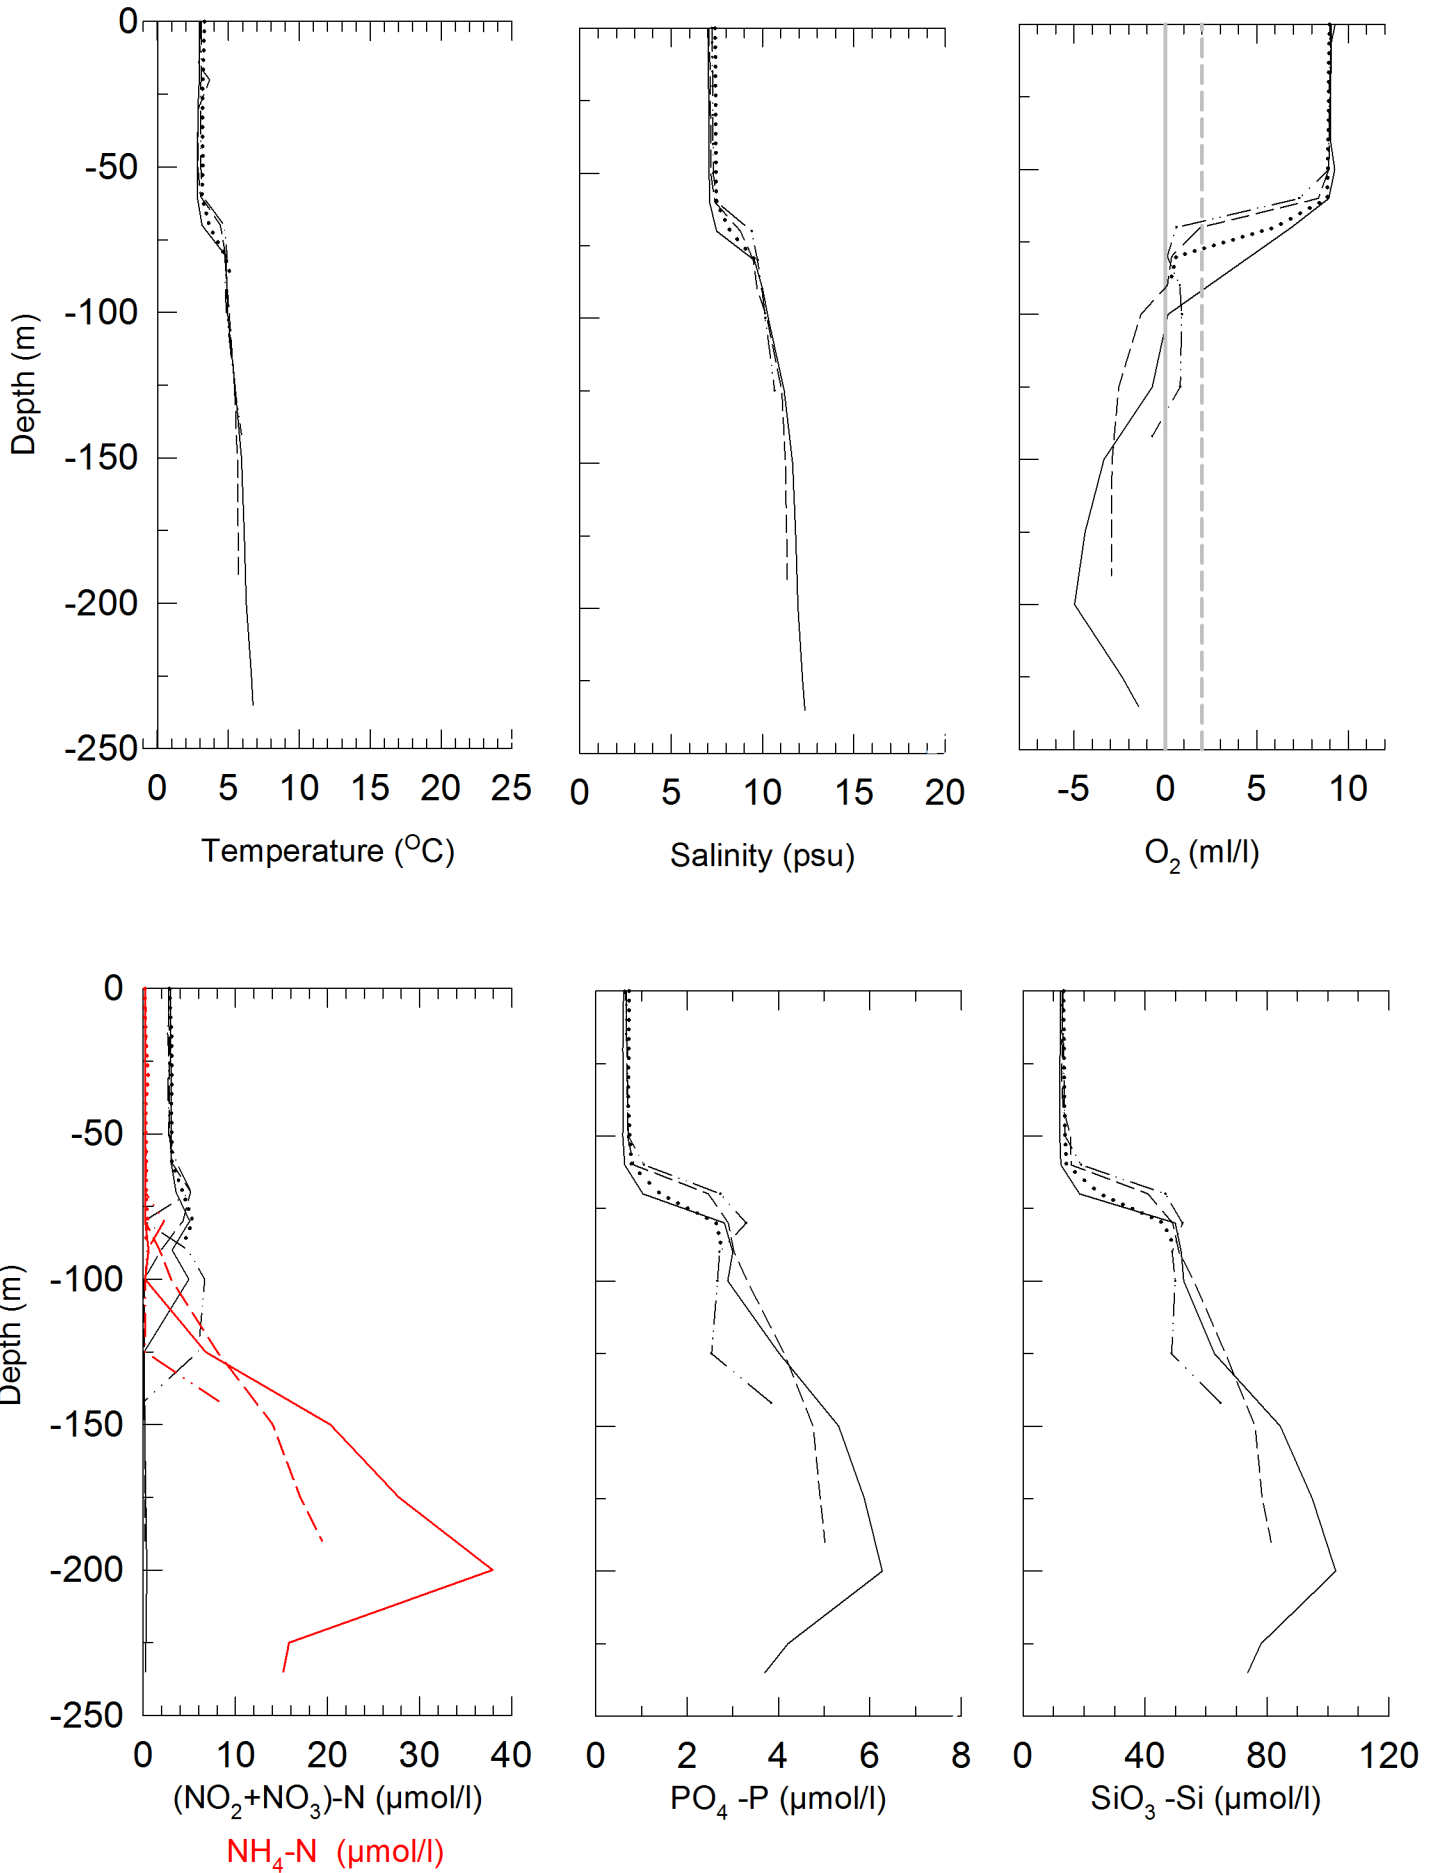 0
-50
-100
-150
-200
-250
Depth (m)
0 5 10 15 20 25
Temperature (°C)
0 5 10 15 20
Salinity (psu)
-5 0 5 10
O₂ (ml/l)
0
-50
-100
-150
-200
-250
Depth (m)
0 10 20 30 40
(NO₂+NO₃)-N (µmol/l)
NH₄-N (µmol/l)
0 2 4 6 8
PO₄ -P (µmol/l)
0 40 80 120
SiO₃ -Si (µmol/l)